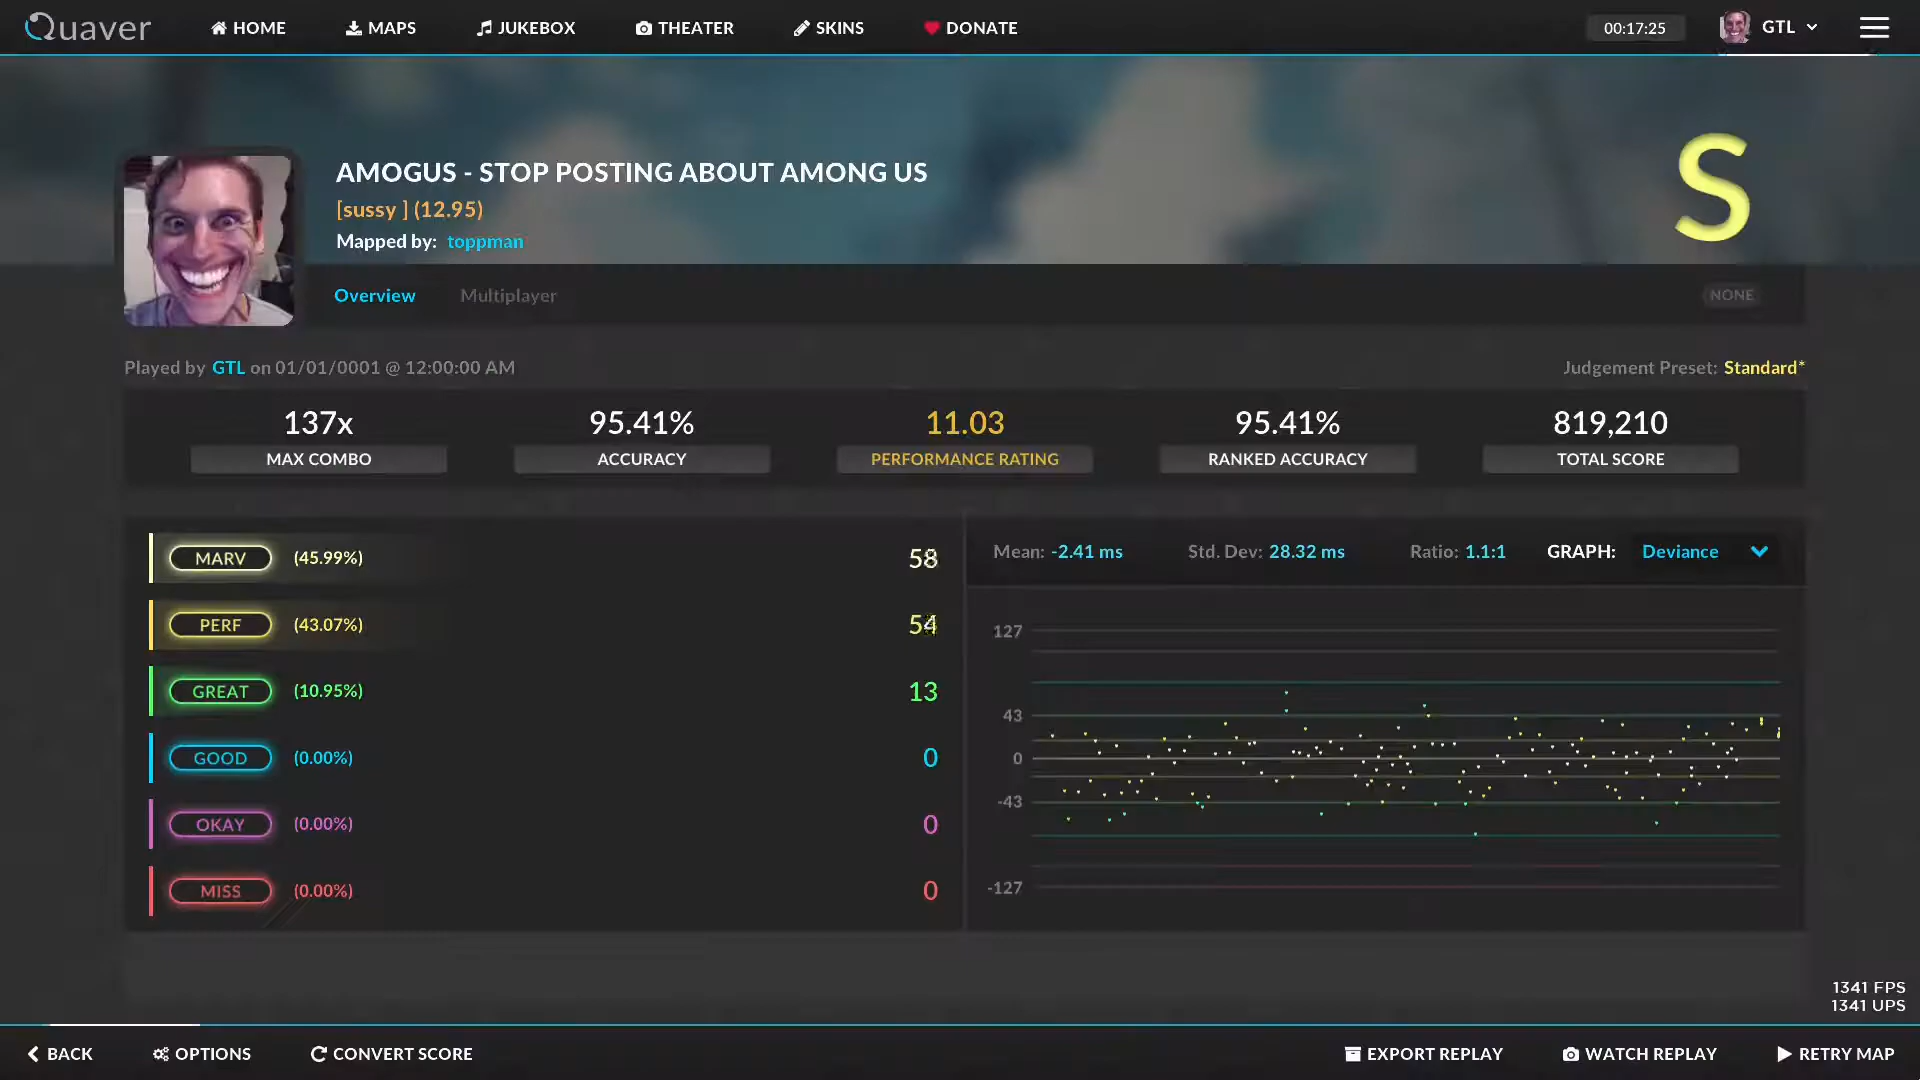 Quaver
HOME
MAPS
JUKEBOX
THEATER
SKINS
DONATE
00:17:25
GTL
AMOGUS - STOP POSTING ABOUT AMONG US
[sussy ] (12.95)
Mapped by: toppman
S
Overview
Multiplayer
NONE
Played by GTL on 01/01/0001 @ 12:00:00 AM
Judgement Preset: Standard*
137x
MAX COMBO
95.41%
ACCURACY
11.03
PERFORMANCE RATING
95.41%
RANKED ACCURACY
819,210
TOTAL SCORE
MARV (45.99%) 58
PERF (43.07%) 54
GREAT (10.95%) 13
GOOD (0.00%) 0
OKAY (0.00%) 0
MISS (0.00%) 0
Mean: -2.41 ms
Std. Dev: 28.32 ms
Ratio: 1.1:1
GRAPH: Deviance
127
43
0
-43
-127
1341 FPS
1341 UPS
BACK
OPTIONS
CONVERT SCORE
EXPORT REPLAY
WATCH REPLAY
RETRY MAP